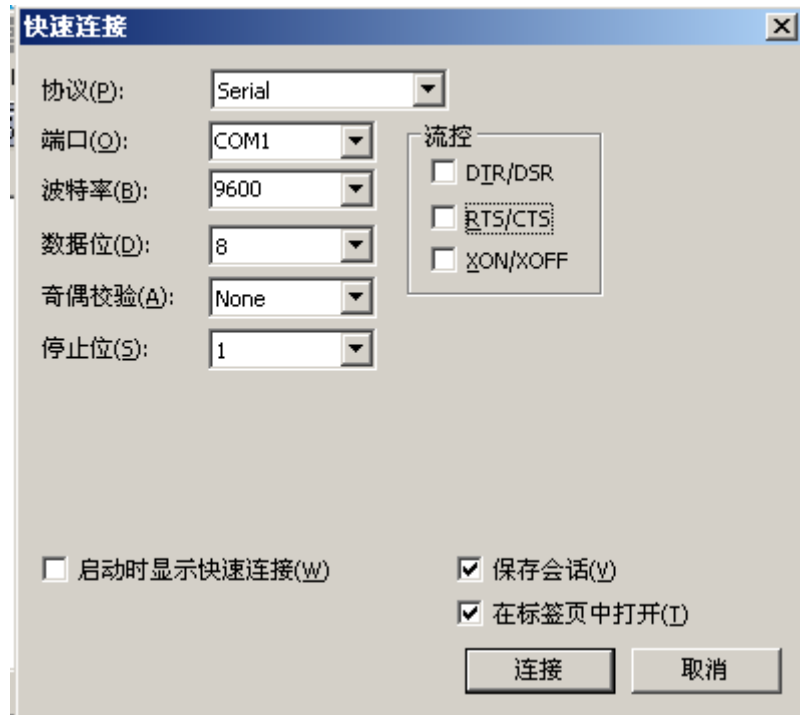 快速连接
协议(P): Serial
端口(O): COM1
波特率(B): 9600
数据位(D): 8
奇偶校验(A): None
停止位(S): 1
流控
DTR/DSR
RTS/CTS
XON/XOFF
启动时显示快速连接(W)
保存会话(V)
在标签页中打开(T)
连接 取消